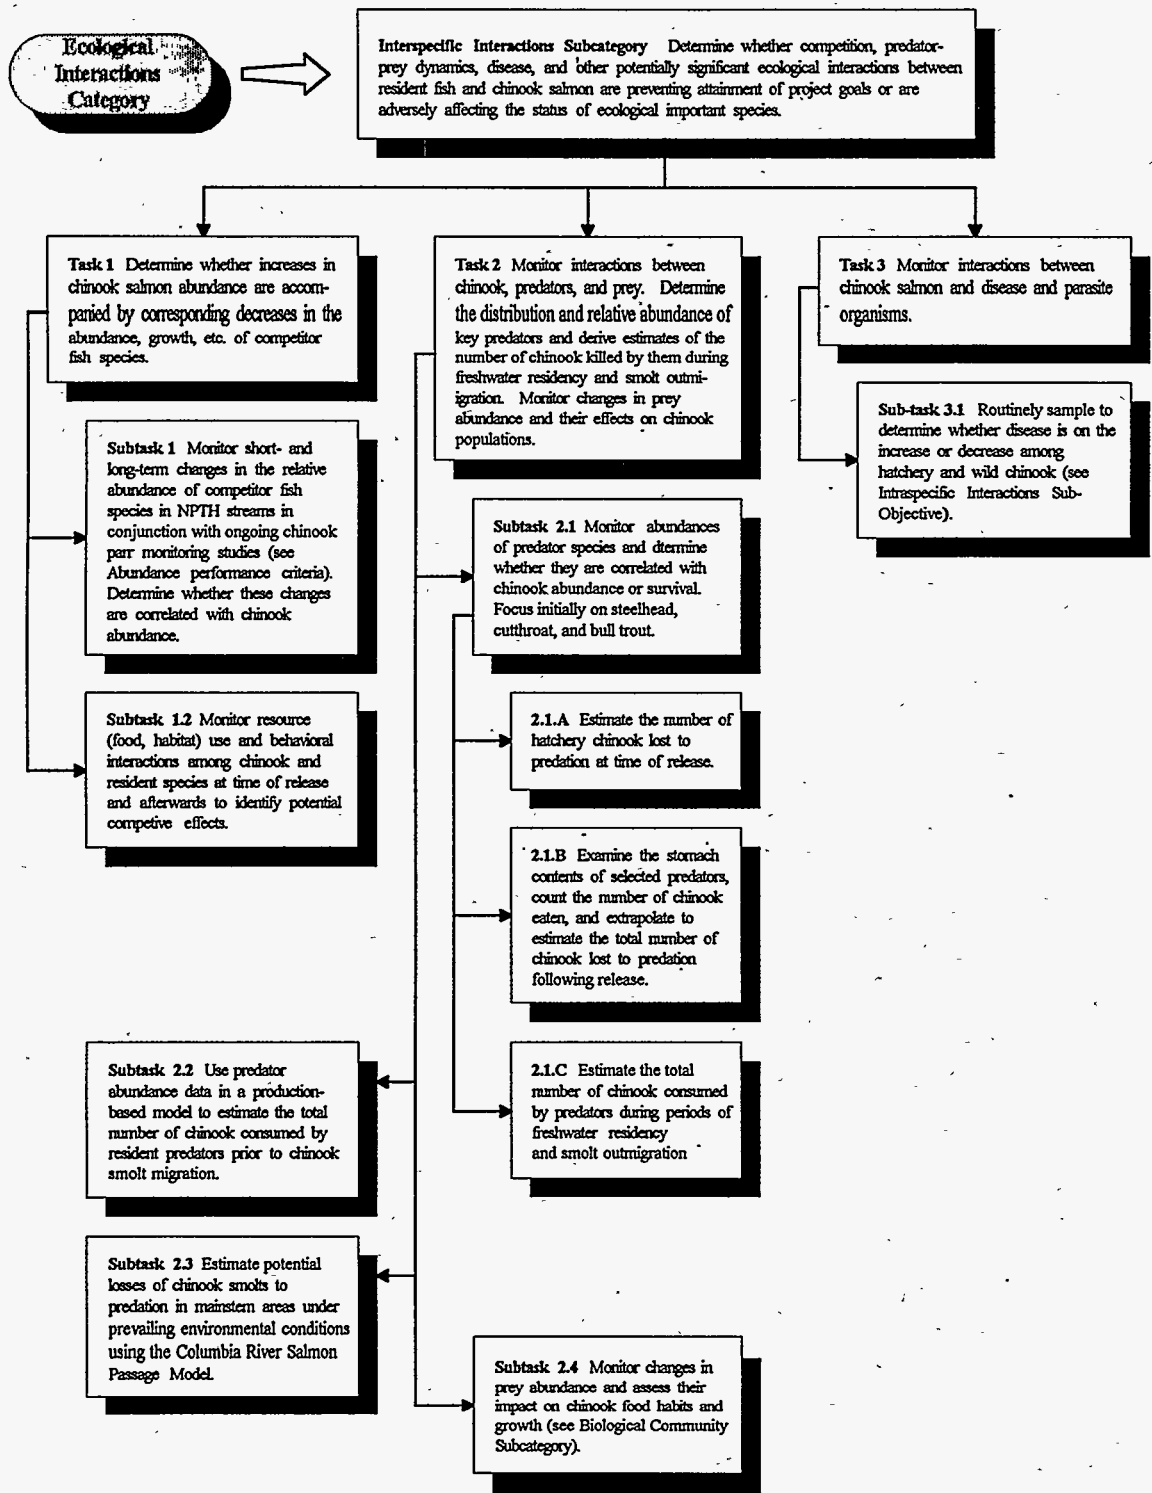 Ecological
Interactions
Category
Interspecific Interactions Subcategory Determine whether competition, predator-
prey dynamics, disease, and other potentially significant ecological interactions between
resident fish and chinook salmon are preventing attainment of project goals or are
adversely affecting the status of ecological important species.
Task 1 Determine whether increases in
chinook salmon abundance are accom-
panied by corresponding decreases in the
abundance, growth, etc. of competitor
fish species.
Subtask 1 Monitor short- and
long-term changes in the relative
abundance of competitor fish
species in NPTH streams in
conjunction with ongoing chinook
parr monitoring studies (see
Abundance performance criteria).
Determine whether these changes
are correlated with chinook
abundance.
Subtask 1.2 Monitor resource
(food, habitat) use and behavioral
interactions among chinook and
resident species at time of release
and afterwards to identify potential
competive effects.
Task 2 Monitor interactions between
chinook, predators, and prey. Determine
the distribution and relative abundance of
key predators and derive estimates of the
number of chinook killed by them during
freshwater residency and smolt outmi-
igration. Monitor changes in prey
abundance and their effects on chinook
populations.
Subtask 2.1 Monitor abundances
of predator species and dtermine
whether they are correlated with
chinook abundance or survival.
Focus initially on steelhead,
cutthroat, and bull trout.
2.1.A Estimate the number of
hatchery chinook lost to
predation at time of release.
2.1.B Examine the stomach
contents of selected predators,
count the number of chinook
eaten, and extrapolate to
estimate the total number of
chinook lost to predation
following release.
2.1.C Estimate the total
number of chinook consumed
by predators during periods of
freshwater residency
and smolt outmigration
Subtask 2.2 Use predator
abundance data in a production-
based model to estimate the total
number of chinook consumed by
resident predators prior to chinook
smolt migration.
Subtask 2.3 Estimate potential
losses of chinook smolts to
predation in mainstem areas under
prevailing environmental conditions
using the Columbia River Salmon
Passage Model.
Subtask 2.4 Monitor changes in
prey abundance and assess their
impact on chinook food habits and
growth (see Biological Community
Subcategory).
Task 3 Monitor interactions between
chinook salmon and disease and parasite
organisms.
Sub-task 3.1 Routinely sample to
determine whether disease is on the
increase or decrease among
hatchery and wild chinook (see
Intraspecific Interactions Sub-
Objective).